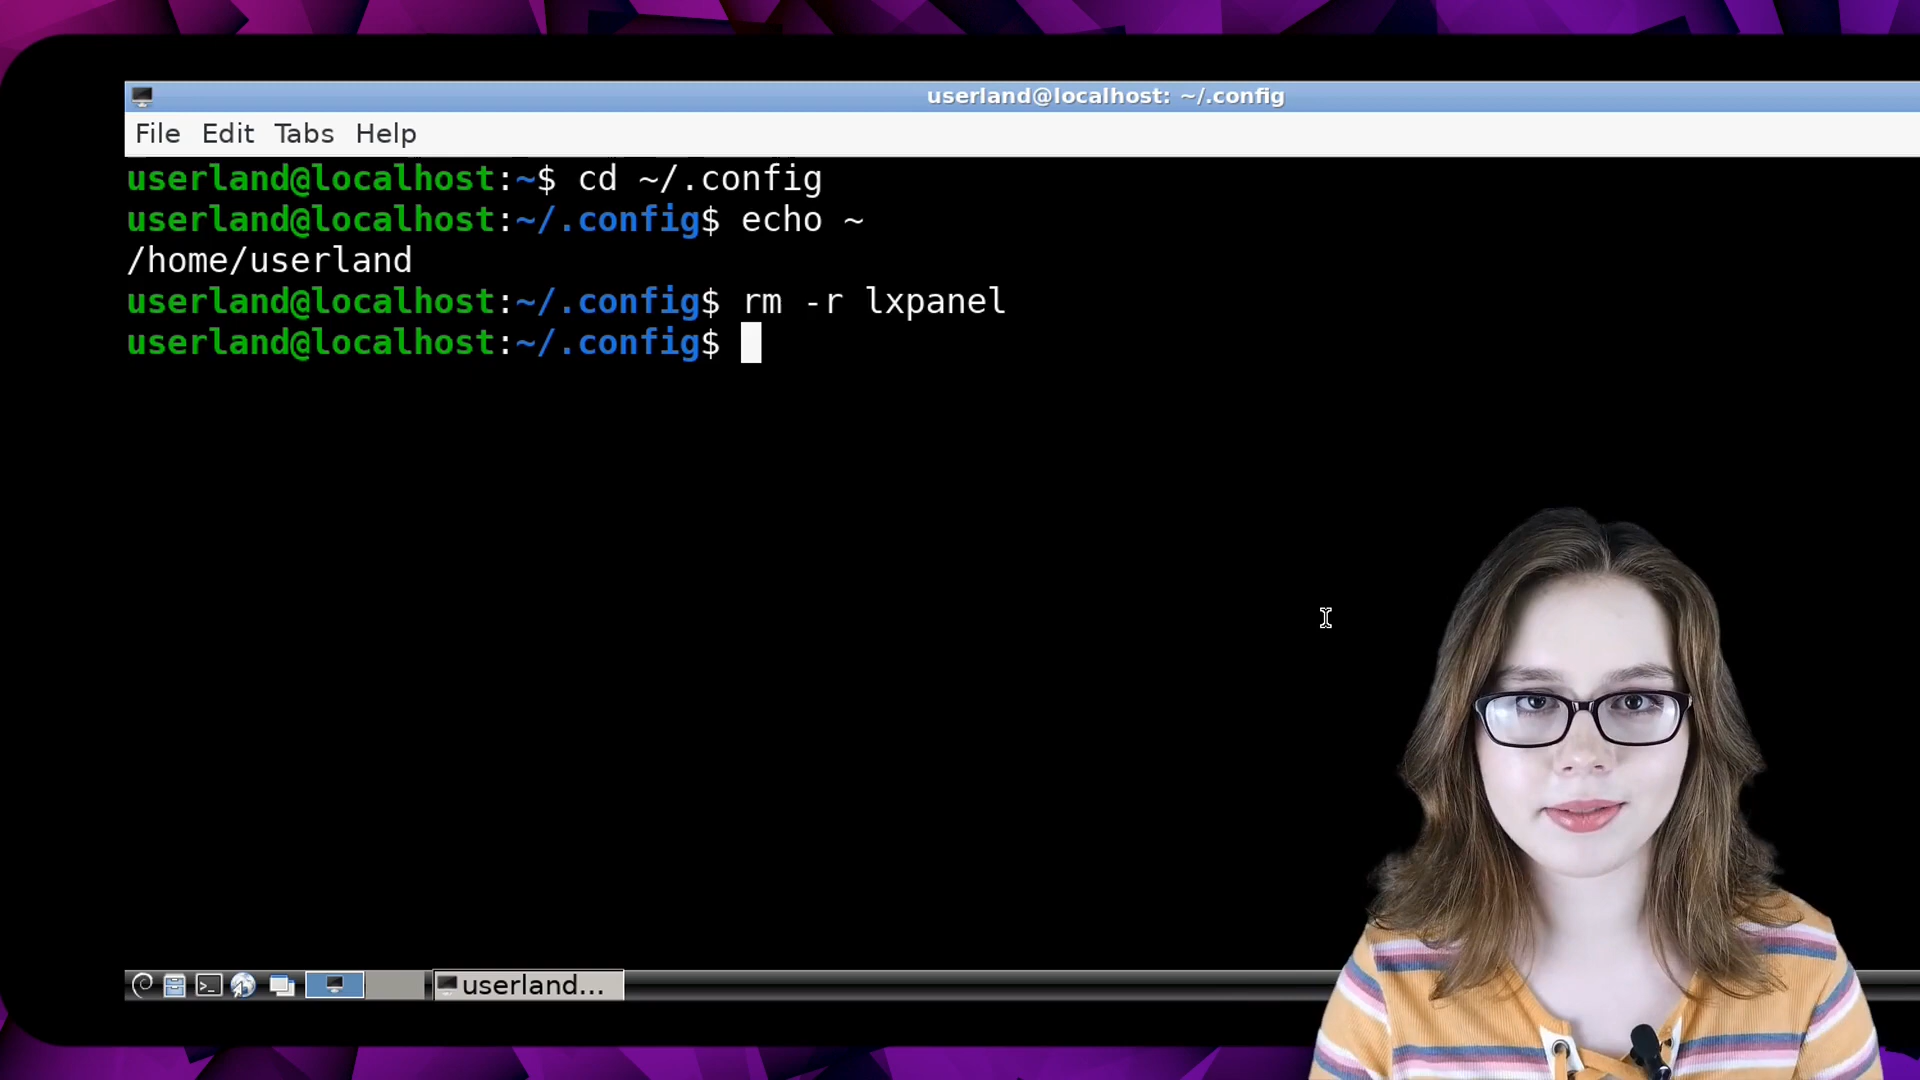 userland@localhost: ~/.config
File Edit Tabs Help
userland@localhost:~$ cd ~/.config
userland@localhost:~/.config$ echo ~
/home/userland
userland@localhost:~/.config$ rm -r lxpanel
userland@localhost:~/.config$
userland...